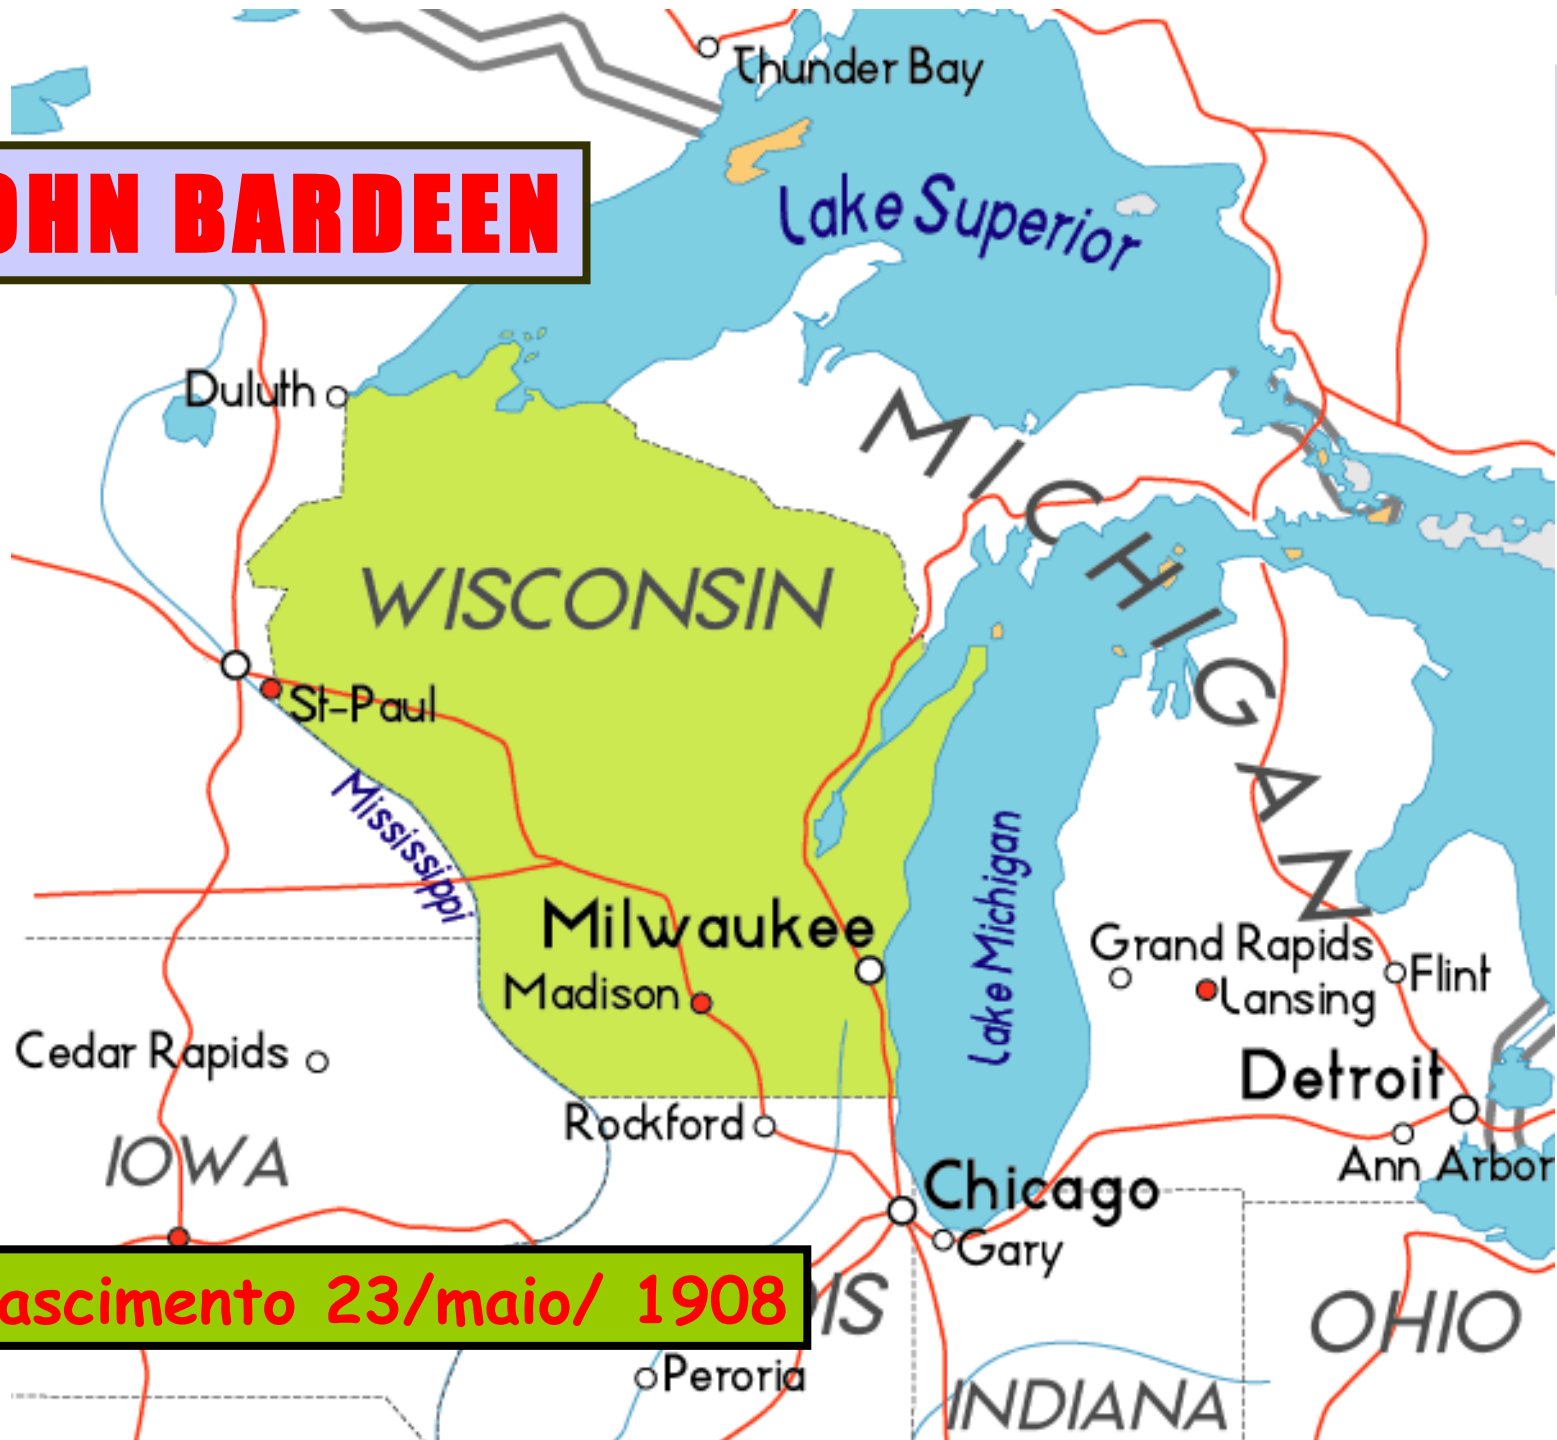 Thunder Bay
OHN BARDEEN
Lake Superior
Duluth
MICHIGAN
WISCONSIN
St-Paul
Mississippi
Lake Michigan
Milwaukee
Madison
Grand Rapids
Flint
Lansing
Cedar Rapids
Detroit
Rockford
Ann Arbor
IOWA
Chicago
Gary
ascimento 23/maio/ 1908
IS
OHIO
Peroria
INDIANA